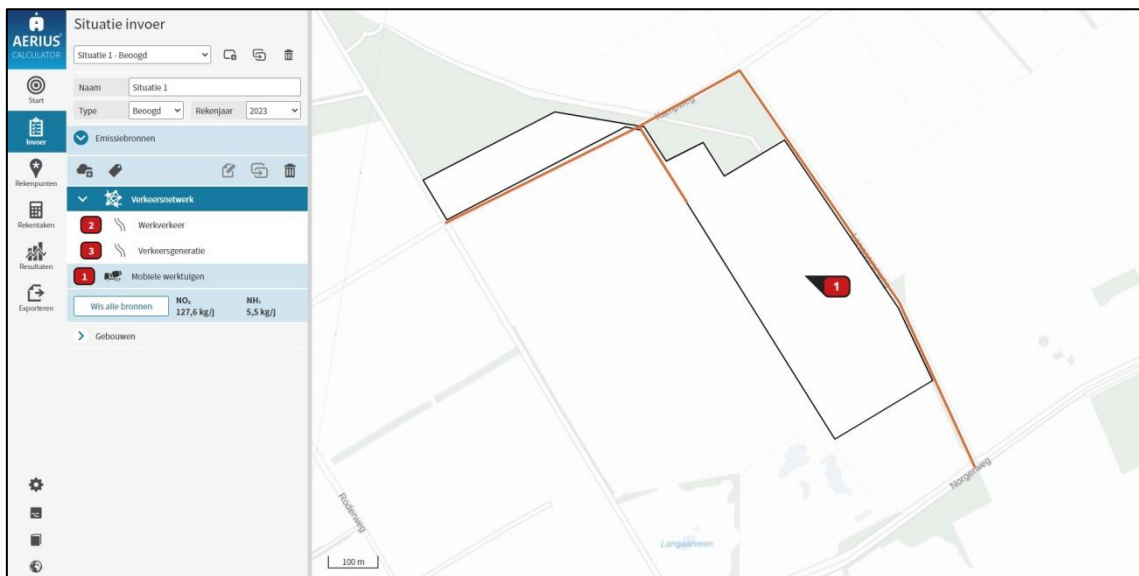 AERIUS
CALCULATOR
Start
Invoer
Rekenpunten
Rekentaken
Resultaten
Exporteren
Situatie invoer
Situatie 1 - Beoogd
Naam Situatie 1
Type Beoogd Rekenjaar 2023
Emissiebronnen
Verkeersnetwerk
2 Werkverkeer
3 Verkeersgeneratie
1 Mobiele werktuigen
Wis alle bronnen NOₓ NH₃
127,6 kg/j 5,5 kg/j
Gebouwen
Kampweg
1
Norgerweg
Roderweg
Langaarveen
100 m